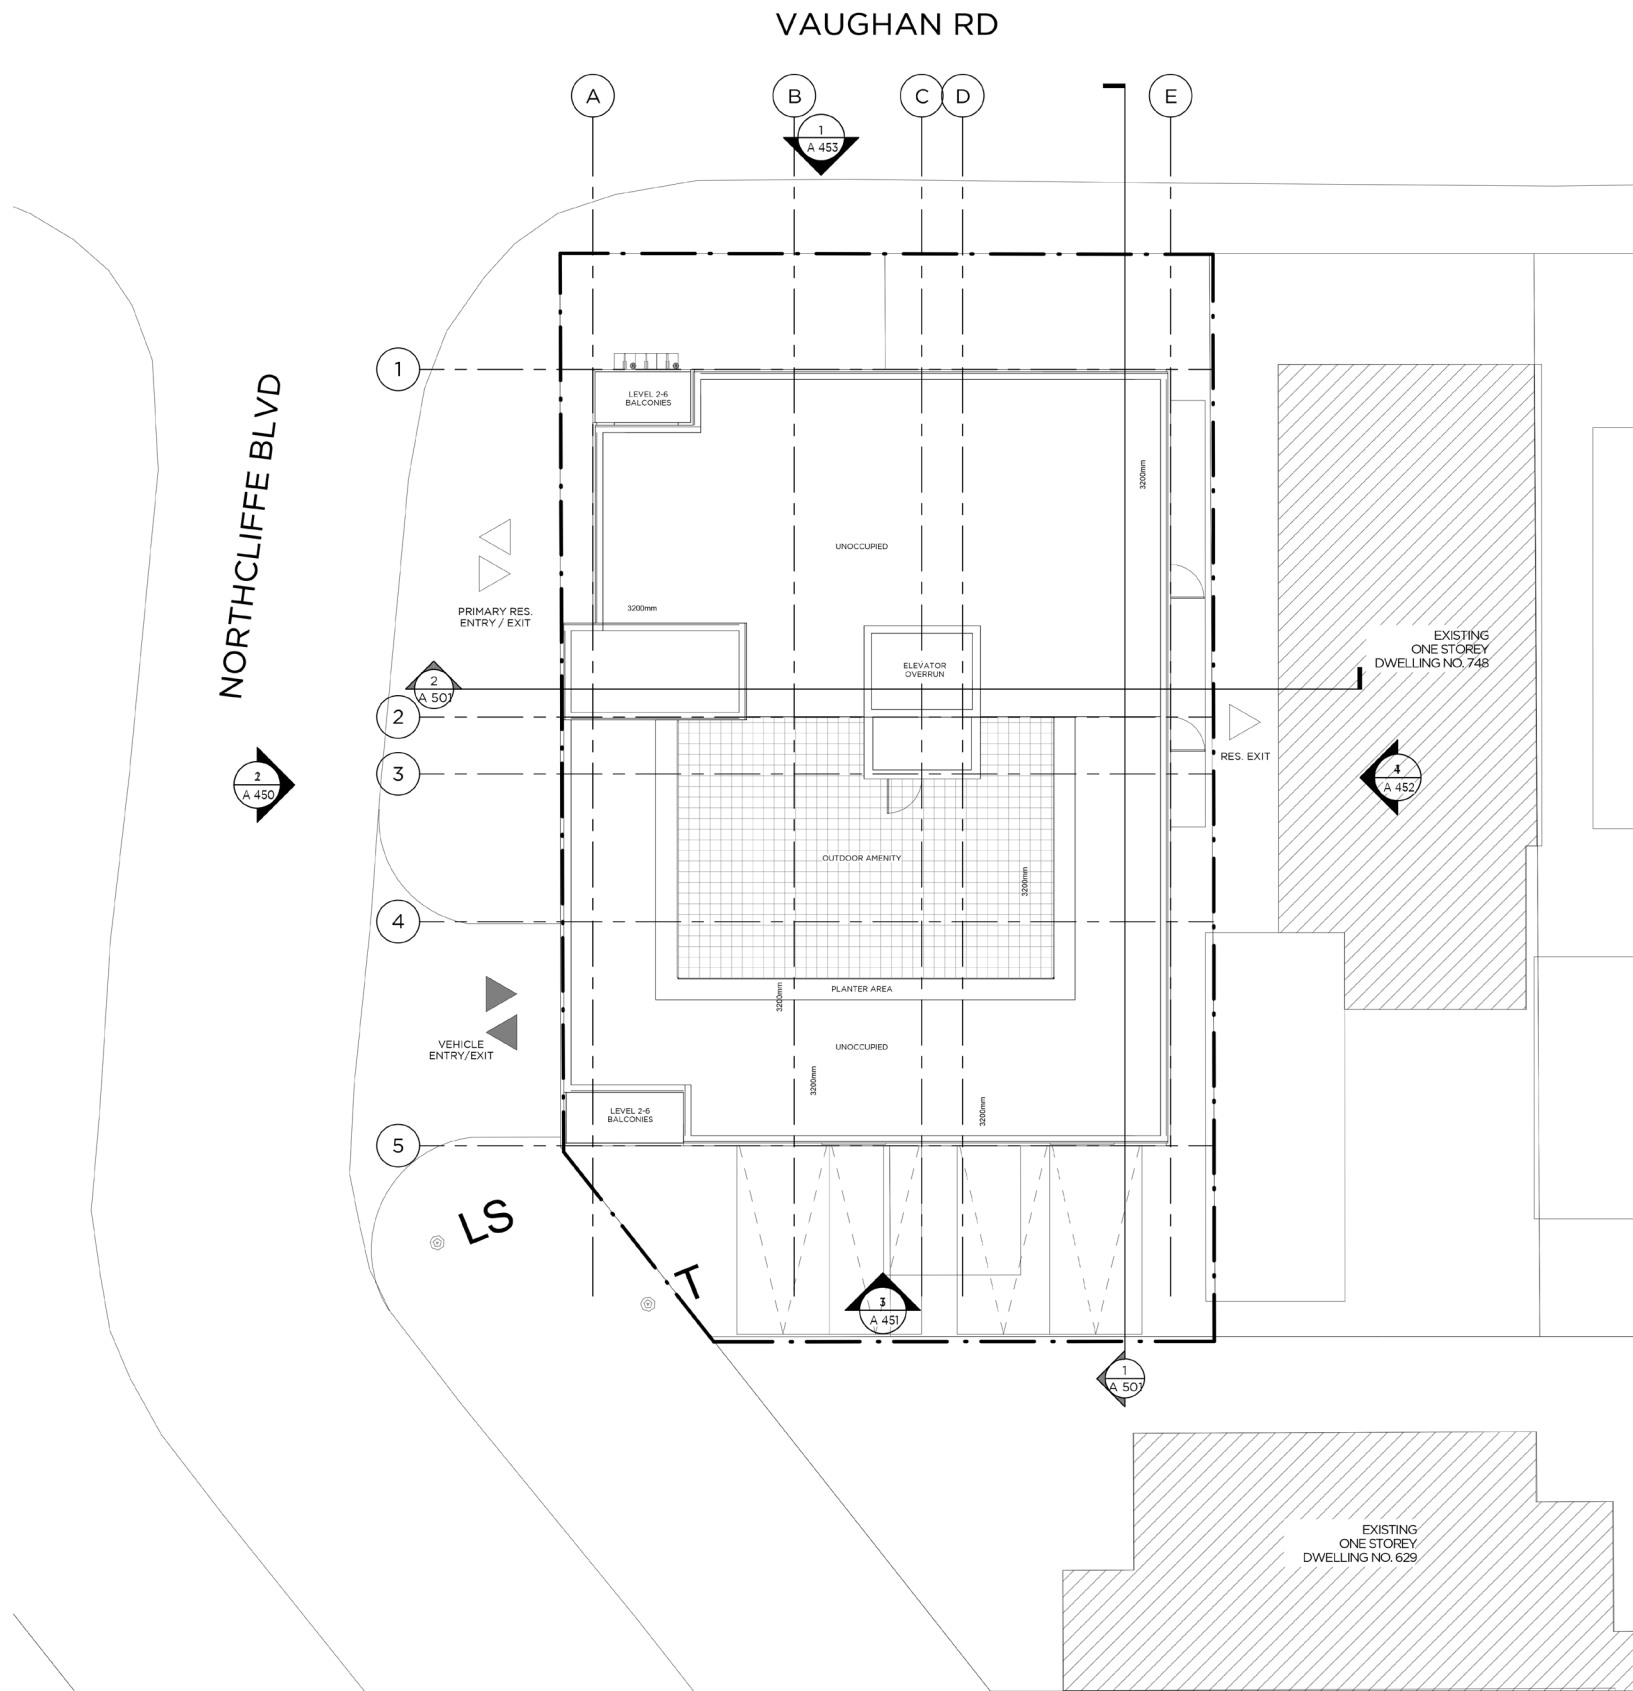 VAUGHAN RD
A
B
C
D
E
1
A 453
1
LEVEL 2-6
BALCONIES
NORTHCLIFFE BLVD
3200mm
UNOCCUPIED
PRIMARY RES.
ENTRY / EXIT
3200mm
EXISTING
ONE STOREY
DWELLING NO. 748
ELEVATOR
OVERRUN
2
A 501
2
RES. EXIT
3
2
A 450
4
A 452
OUTDOOR AMENITY
3200mm
4
PLANTER AREA
3200mm
VEHICLE
ENTRY/EXIT
UNOCCUPIED
3200mm
3200mm
LEVEL 2-6
BALCONIES
5
LS
T
3
A 451
1
A 501
EXISTING
ONE STOREY
DWELLING NO. 629